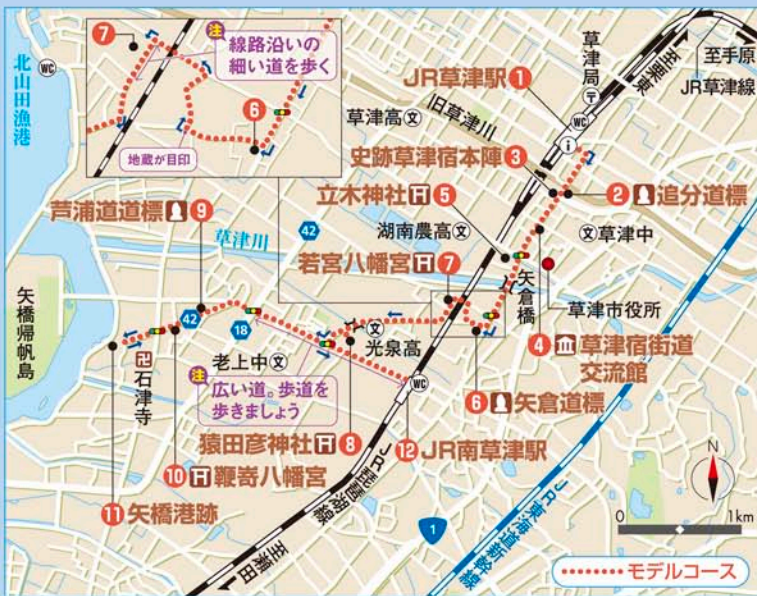 7
注
線路沿いの
細い道を歩く
6
地蔵が目印
北山田漁港
WC
草津局
〒
至栗東
至手原
JR草津線
JR草津駅 1
WC
i
草津高 文
旧草津川
史跡草津宿本陣 3
2 追分道標
立木神社 5
芦浦道道標 9
草津川
42
湖南農高 文
文 草津中
若宮八幡宮 7
矢倉橋
草津市役所
矢橋帰帆島
42
18
文
光泉高
4 草津宿街道
交流館
老上中 文
卍
石津寺
注
広い道。歩道を
歩きましょう
WC
6 矢倉道標
猿田彦神社 8
12 JR南草津駅
10 鞭嵜八幡宮
11 矢橋港跡
JR琵琶湖線
至瀬田
1
JR東海道新幹線
N
0 1km
モデルコース